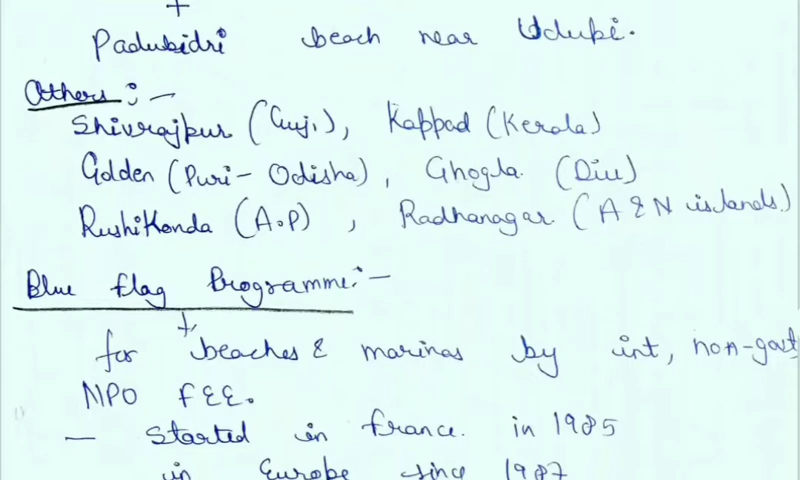 +
Padubidri beach near Udupi.
Others:-
Shivrajpur (Guj.), Kappad (Kerala)
Golden (Puri- Odisha), Ghogla (Diu)
RushiKonda (A.P), Radhanagar (A & N islands)
Blue flag Programme:-
+
for beaches & marinas by int, non-govt
NPO FEE.
- Started in france. in 1985
in Europe since 1987